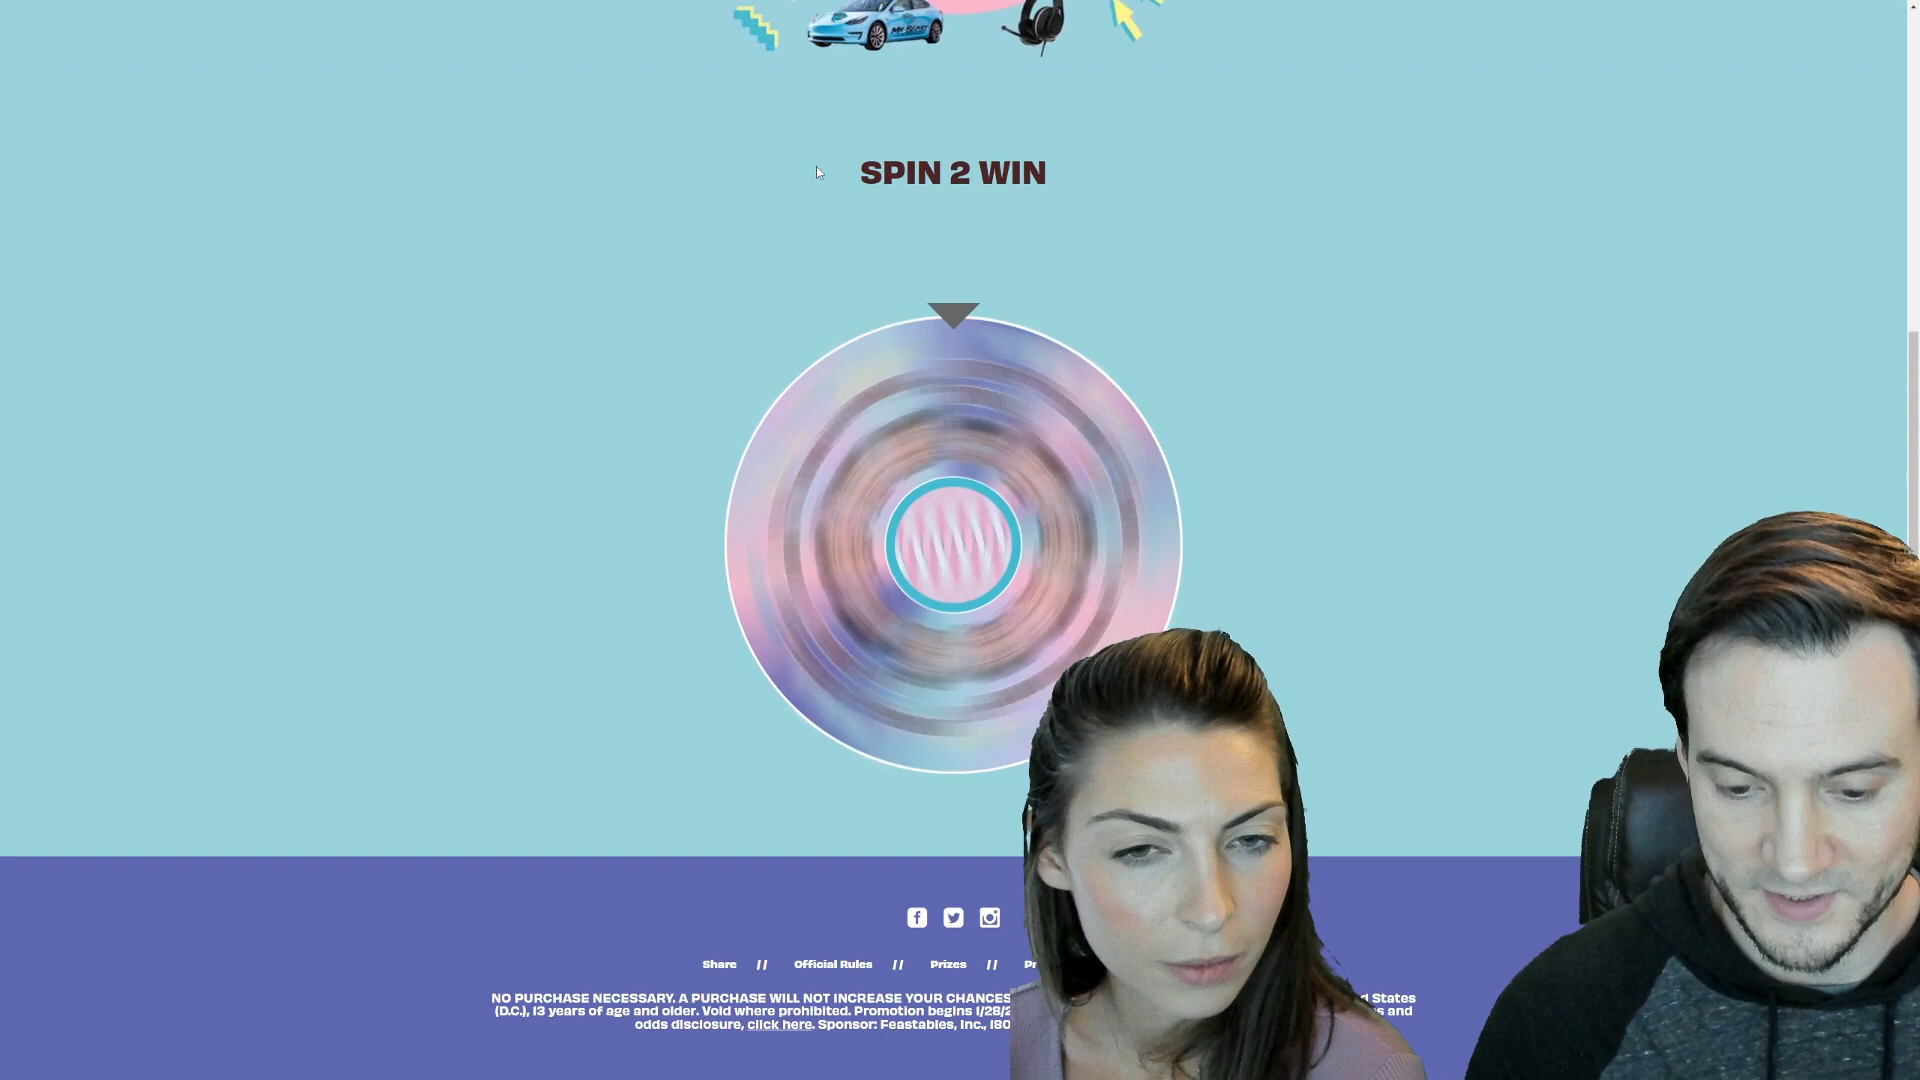 MR BEAST
SPIN 2 WIN
Share // Official Rules // Prizes //
NO PURCHASE NECESSARY. A PURCHASE WILL NOT INCREASE YOUR CHANCES d States
(D.C.), 13 years of age and older. Void where prohibited. Promotion begins 1/28/2 s and
odds disclosure, click here. Sponsor: Feastables, Inc., 180